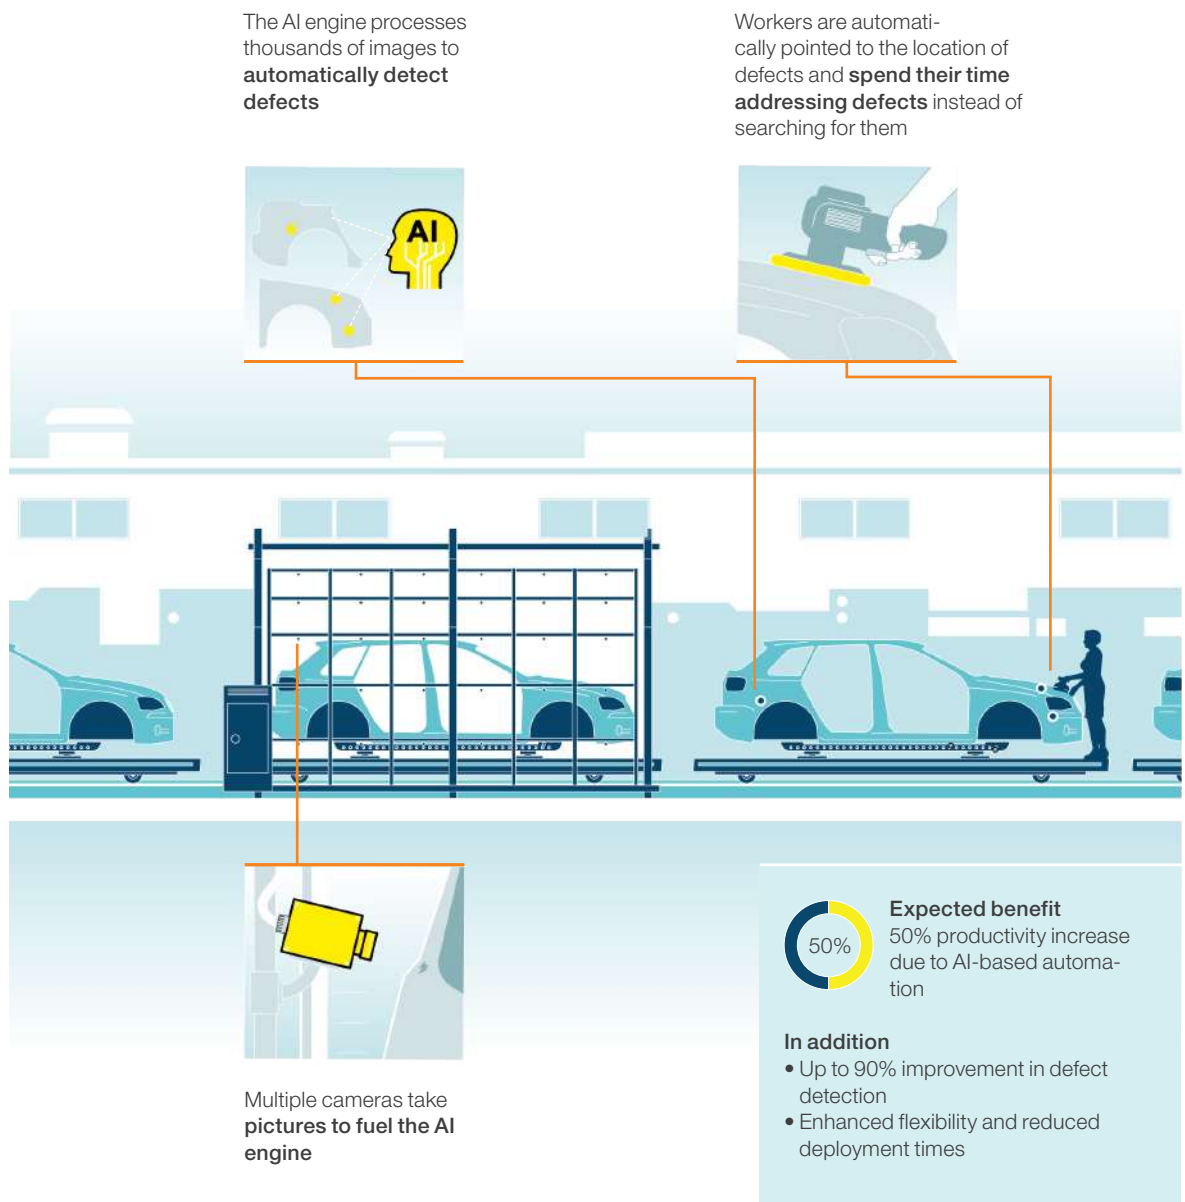 The AI engine processes
thousands of images to
automatically detect
defects
Workers are automati-
cally pointed to the location of
defects and spend their time
addressing defects instead of
searching for them
AI
Multiple cameras take
pictures to fuel the AI
engine
50%
Expected benefit
50% productivity increase
due to AI-based automa-
tion
In addition
• Up to 90% improvement in defect
detection
• Enhanced flexibility and reduced
deployment times